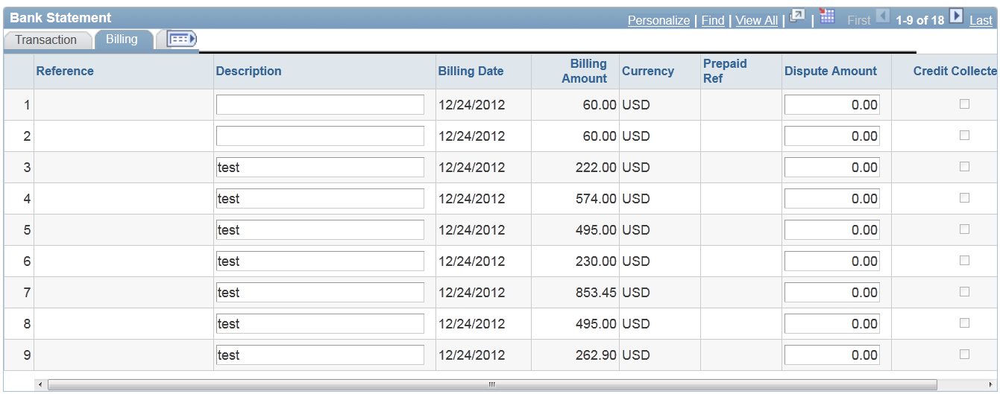 Bank Statement Personalize | Find | View All | | First 1-9 of 18 Last
Transaction Billing
Reference Description Billing Date Billing Amount Currency Prepaid Ref Dispute Amount Credit Collecte
1 12/24/2012 60.00 USD 0.00
2 12/24/2012 60.00 USD 0.00
3 test 12/24/2012 222.00 USD 0.00
4 test 12/24/2012 574.00 USD 0.00
5 test 12/24/2012 495.00 USD 0.00
6 test 12/24/2012 230.00 USD 0.00
7 test 12/24/2012 853.45 USD 0.00
8 test 12/24/2012 495.00 USD 0.00
9 test 12/24/2012 262.90 USD 0.00